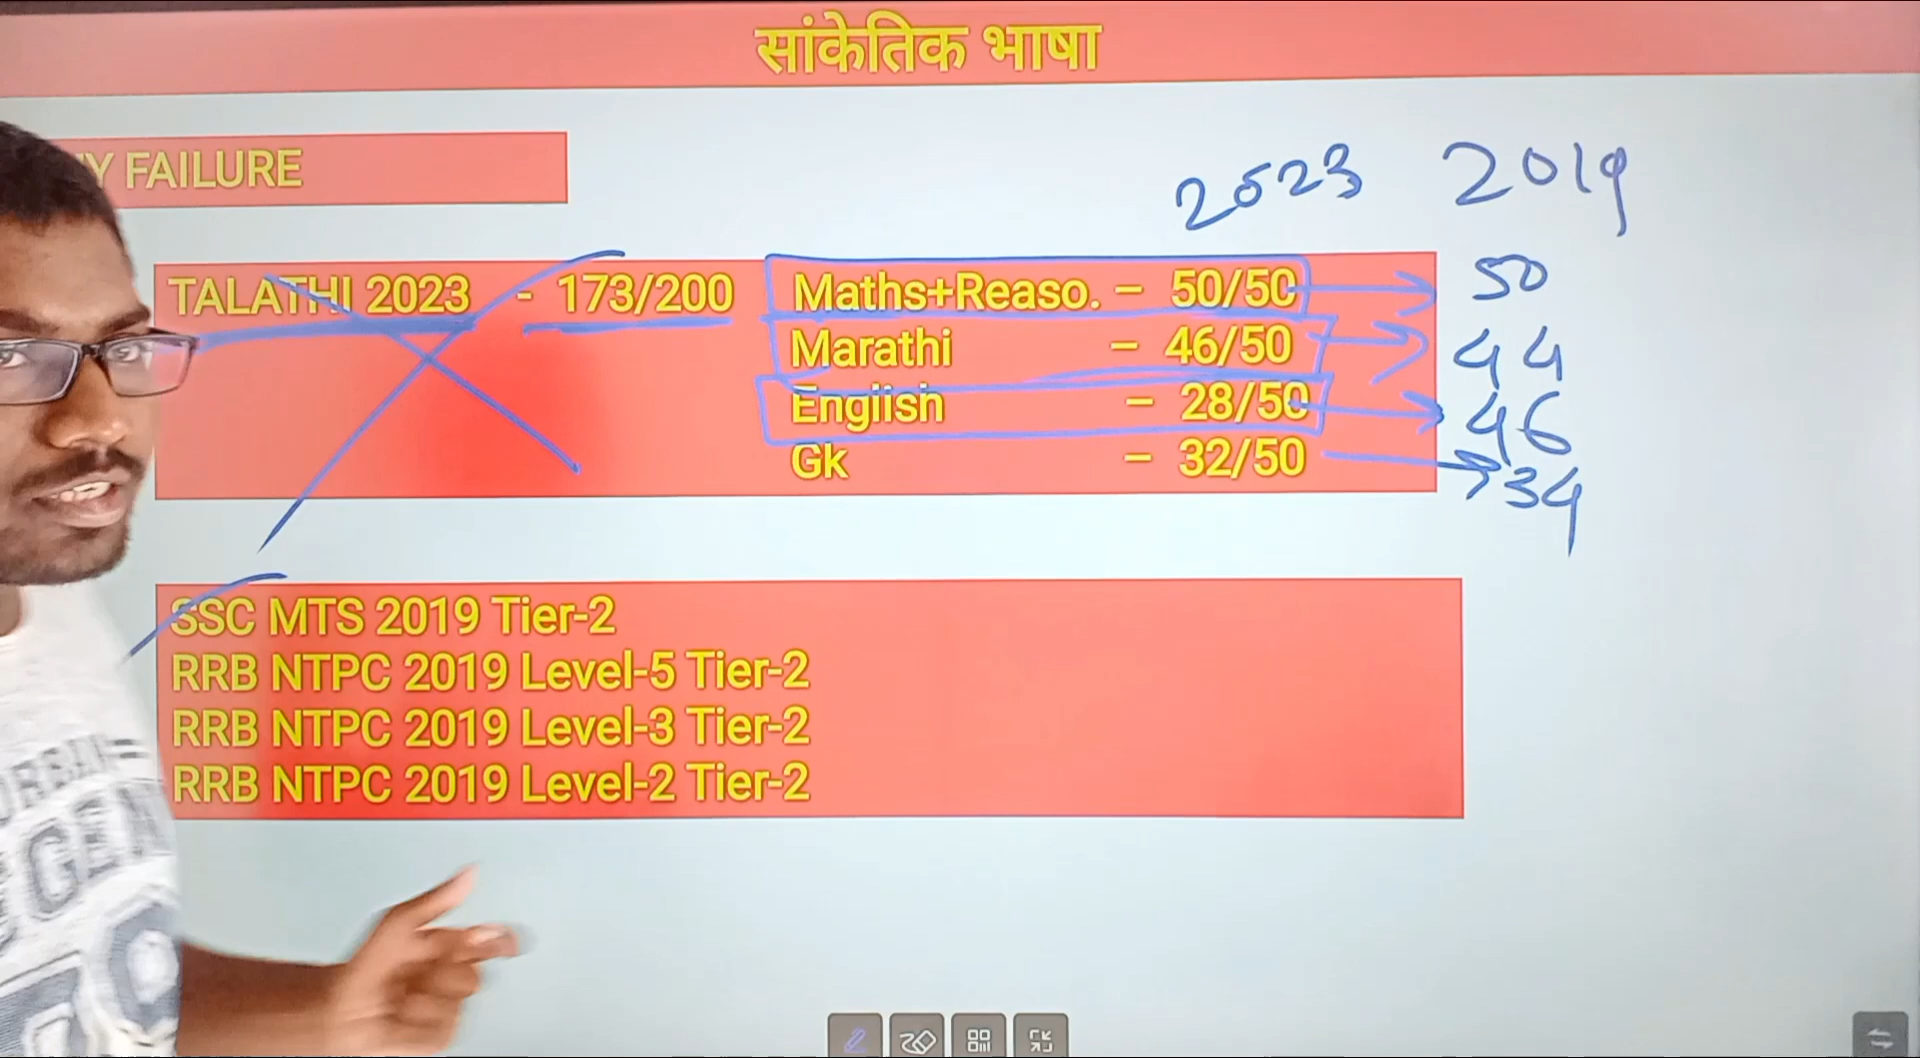 सांकेतिक भाषा
Y FAILURE
2023 2019
TALATHI 2023 - 173/200 Maths+Reaso. – 50/50 50
Marathi – 46/50 44
English – 28/50 46
Gk – 32/50 34
SSC MTS 2019 Tier-2
RRB NTPC 2019 Level-5 Tier-2
RRB NTPC 2019 Level-3 Tier-2
RRB NTPC 2019 Level-2 Tier-2